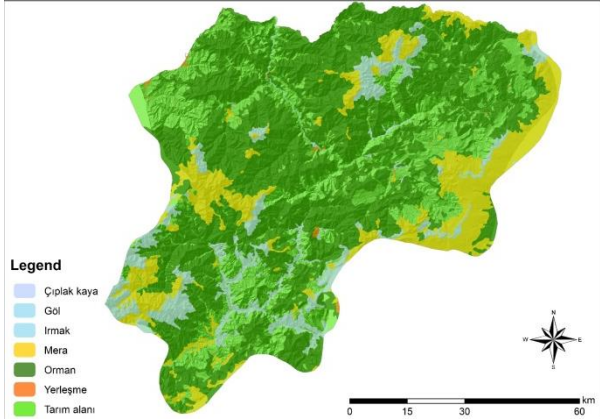 Legend
Çıplak kaya
Göl
Irmak
Mera
Orman
Yerleşme
Tarım alanı
N
W E
S
km
0 15 30 60